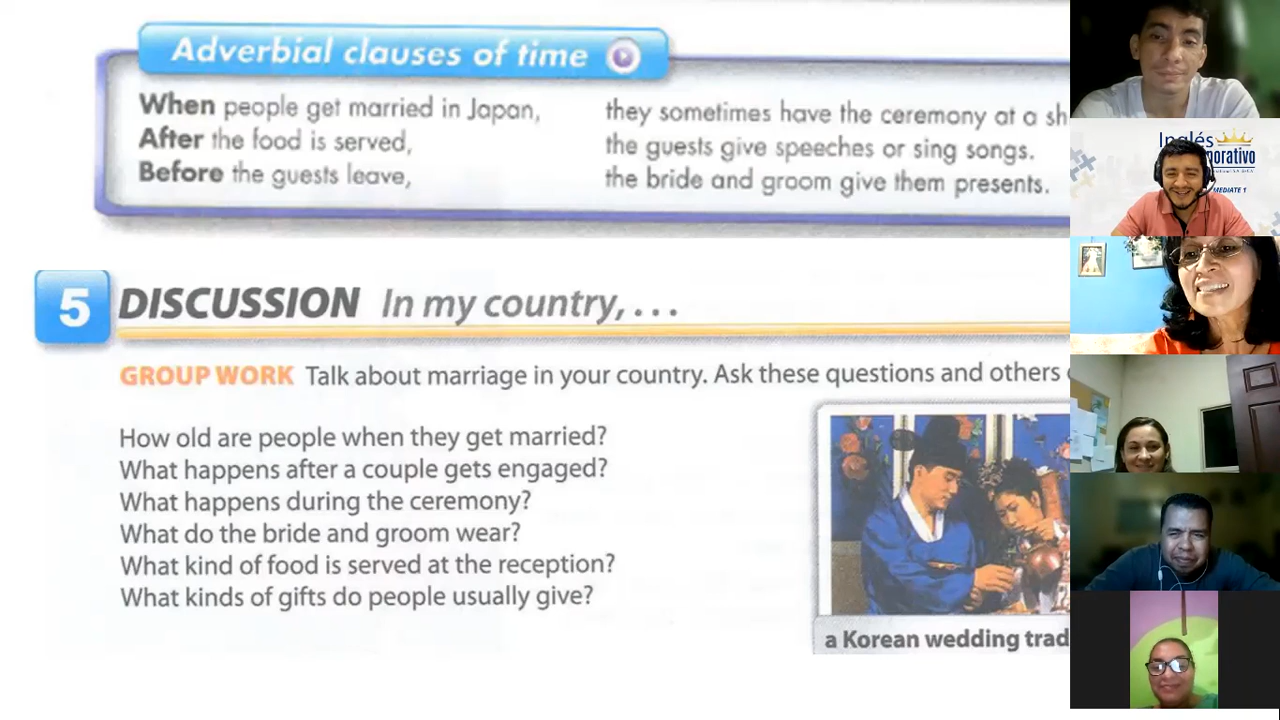 Adverbial clauses of time
When people get married in Japan, they sometimes have the ceremony at a sh
After the food is served, the guests give speeches or sing songs.
Before the guests leave, the bride and groom give them presents.
5 DISCUSSION In my country, . . .
GROUP WORK Talk about marriage in your country. Ask these questions and others
How old are people when they get married?
What happens after a couple gets engaged?
What happens during the ceremony?
What do the bride and groom wear?
What kind of food is served at the reception?
What kinds of gifts do people usually give?
a Korean wedding trad
Inglés
porativo
MEDIATE 1